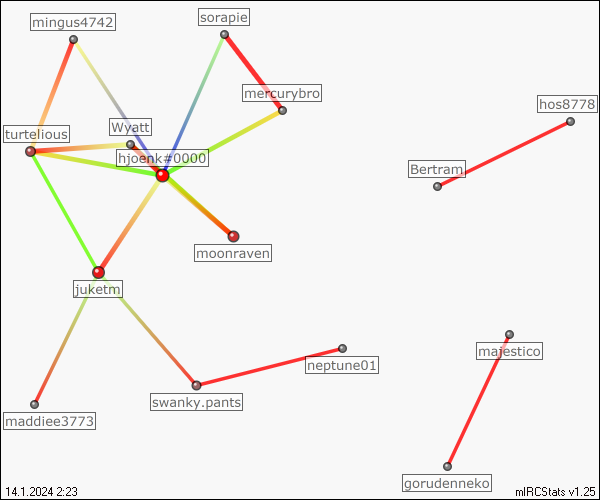 sorapie
mingus4742
mercurybro
hos8778
Wyatt
turtelious
hjoenk#0000
Bertram
moonraven
juketm
majestico
neptune01
swanky.pants
maddiee3773
gorudenneko
14.1.2024 2:23
mIRCStats v1.25